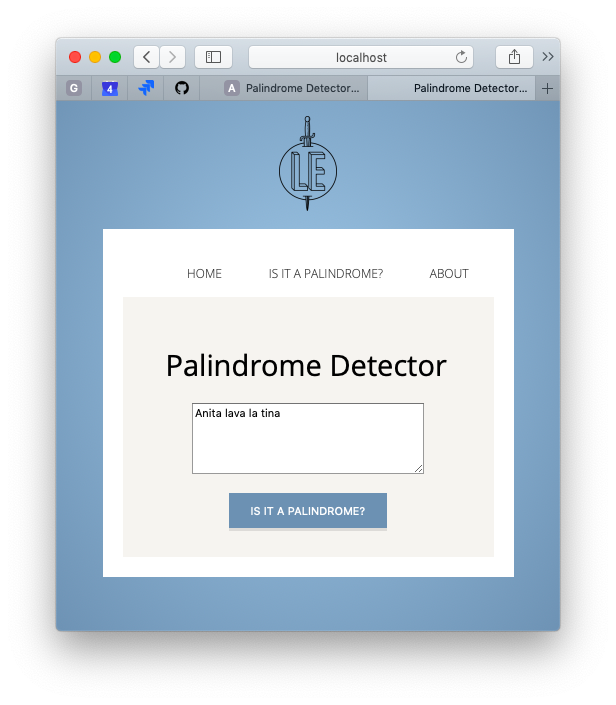 localhost
G
4
A Palindrome Detector...
Palindrome Detector...
LE
HOME IS IT A PALINDROME? ABOUT
Palindrome Detector
Anita lava la tina
IS IT A PALINDROME?